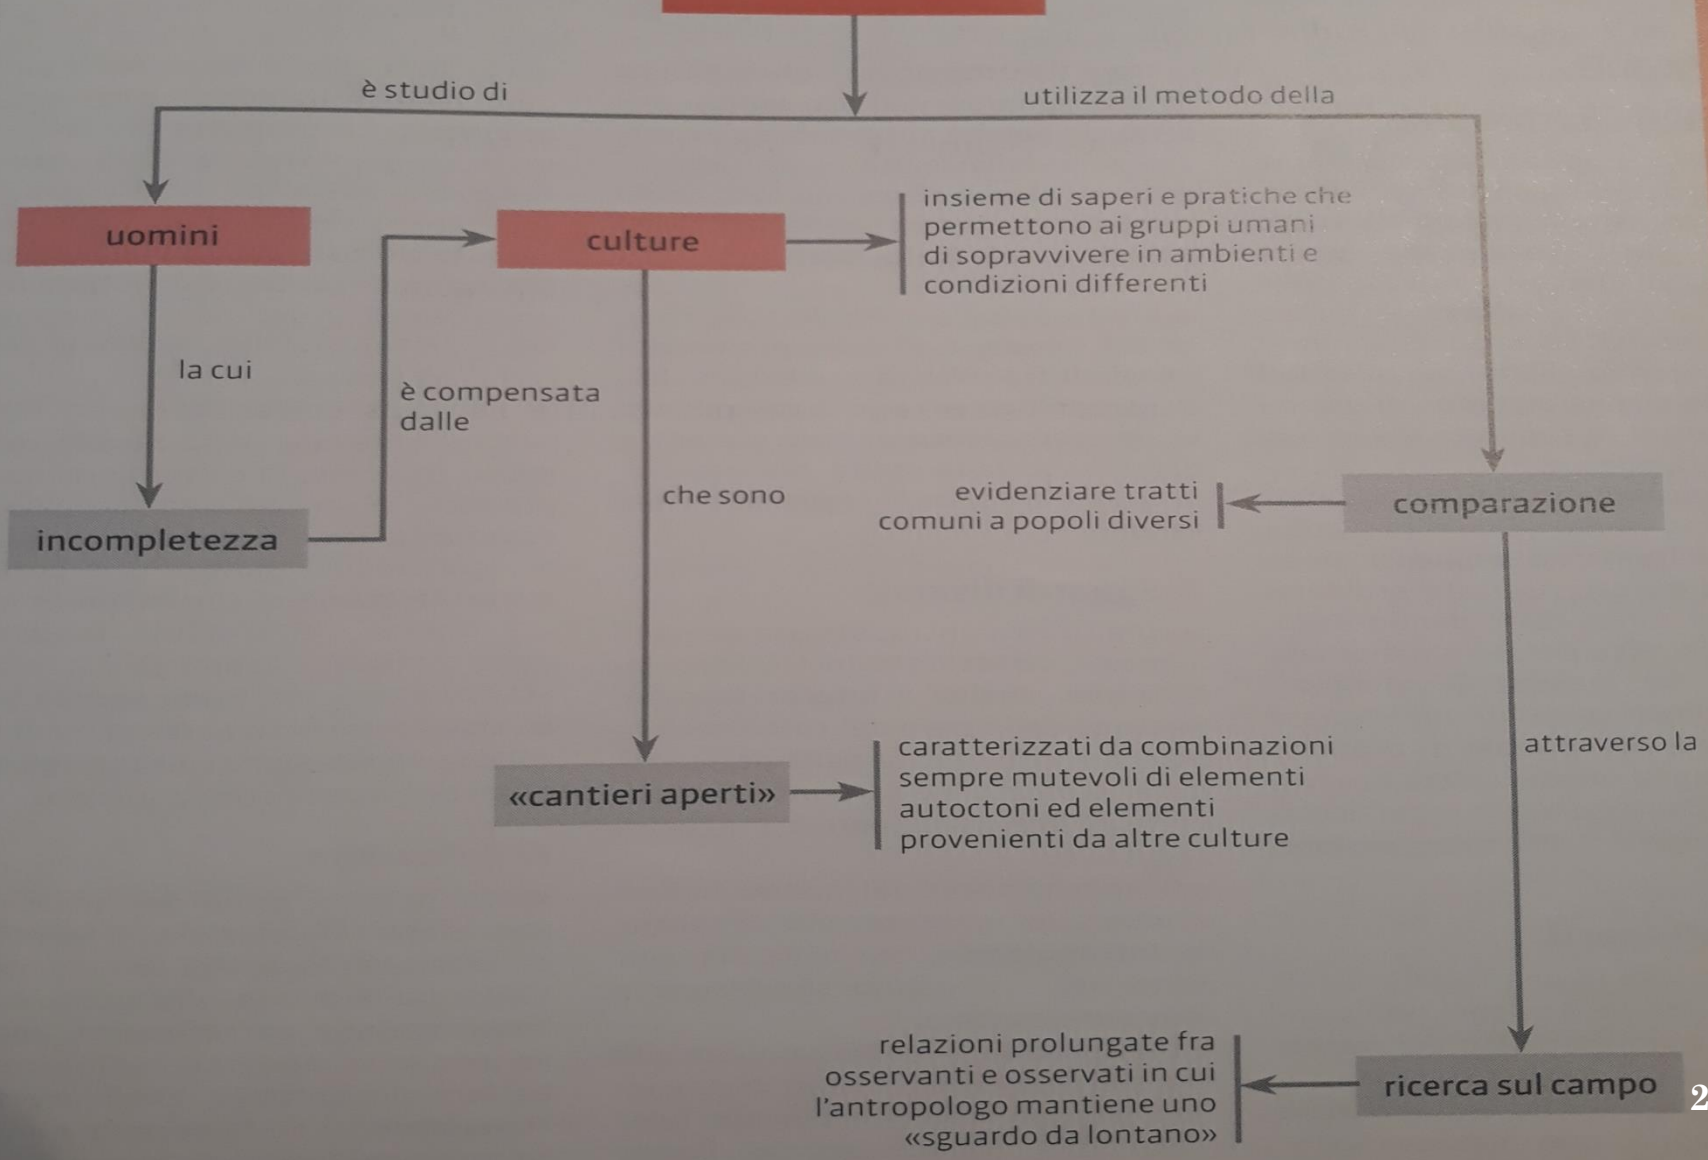 è studio di
utilizza il metodo della
uomini
culture
insieme di saperi e pratiche che
permettono ai gruppi umani
di sopravvivere in ambienti e
condizioni differenti
la cui
è compensata
dalle
che sono
evidenziare tratti
comuni a popoli diversi
comparazione
incompletezza
attraverso la
«cantieri aperti»
caratterizzati da combinazioni
sempre mutevoli di elementi
autoctoni ed elementi
provenienti da altre culture
relazioni prolungate fra
osservanti e osservati in cui
l'antropologo mantiene uno
«sguardo da lontano»
ricerca sul campo
2